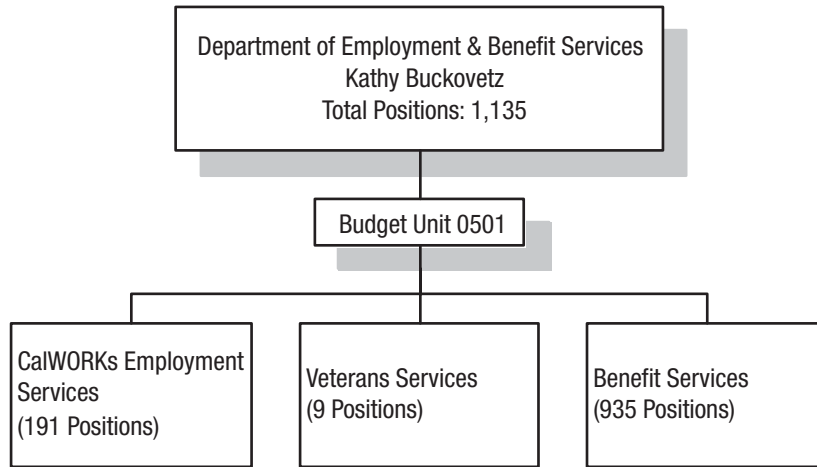 Department of Employment & Benefit Services
Kathy Buckovetz
Total Positions: 1,135
Budget Unit 0501
CalWORKs Employment
Services
(191 Positions)
Veterans Services
(9 Positions)
Benefit Services
(935 Positions)